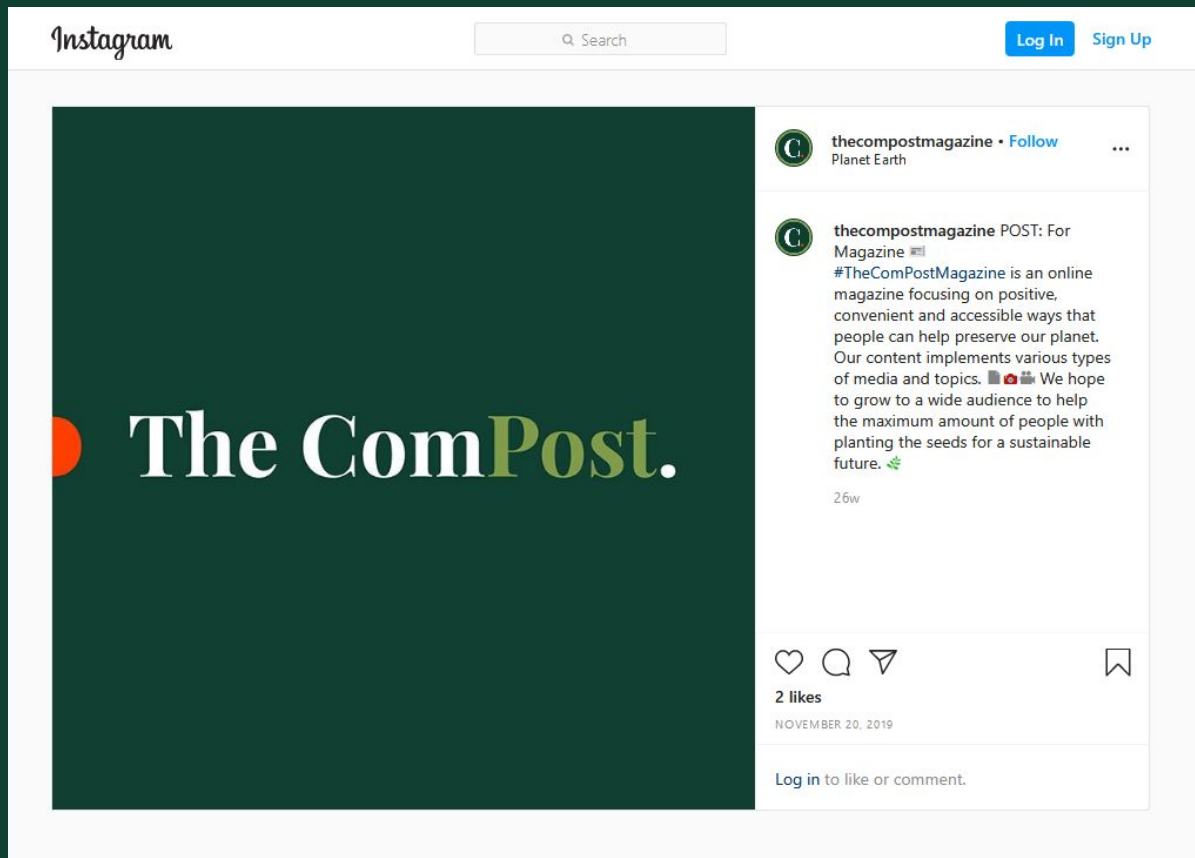 Instagram
Search
Log In
Sign Up
The ComPost.
C.
thecompostmagazine • Follow
Planet Earth
...
C.
thecompostmagazine POST: For
Magazine 📰
#TheComPostMagazine is an online
magazine focusing on positive,
convenient and accessible ways that
people can help preserve our planet.
Our content implements various types
of media and topics. 📄📷🎥 We hope
to grow to a wide audience to help
the maximum amount of people with
planting the seeds for a sustainable
future. 🌿
26w
2 likes
NOVEMBER 20, 2019
Log in to like or comment.